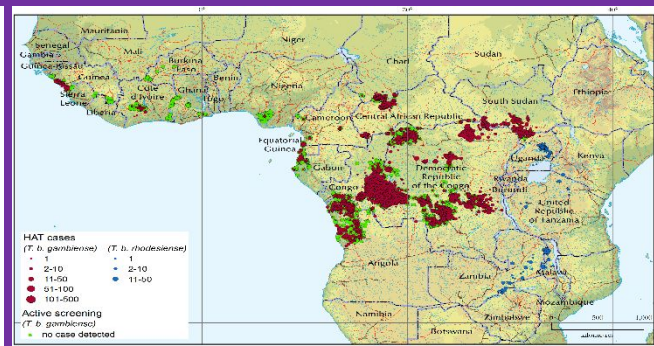 Mauritania
Niger
Mali
Senegal
Gambia
Guinea-Bissau
Guinea
Sierra
Leone
Liberia
Burkina
Faso
Côte
d'Ivoire
Ghana
Togo
Benin
Nigeria
Chad
Sudan
Ethiopia
South Sudan
Central African Republic
Cameroon
Equatorial
Guinea
Gabon
Congo
Democratic
Republic
of the Congo
Uganda
Kenya
Rwanda
Burundi
United
Republic
of Tanzania
Angola
Zambia
Malawi
Mozambique
Zimbabwe
Namibia
Botswana
HAT cases
(T. b. gambiense) (T. b. rhodesiense)
1 1
2-10 2-10
11-50 11-50
51-100
101-500
Active screening
(T. b. gambiense)
no case detected
0 500 1,000